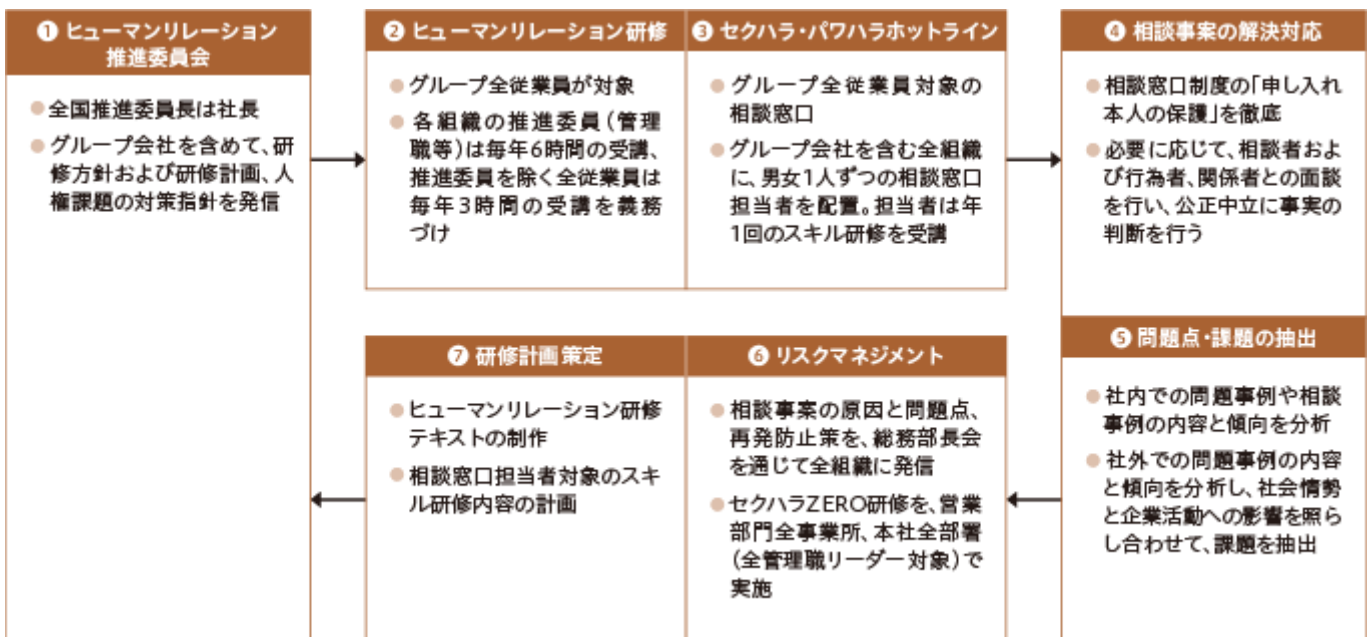 ❶ ヒューマンリレーション
推進委員会
● 全国推進委員長は社長
● グループ会社を含めて、研
修方針および研修計画、人
権課題の対策指針を発信
❷ ヒューマンリレーション研修
● グループ全従業員が対象
● 各組織の推進委員（管理
職等）は毎年6時間の受講、
推進委員を除く全従業員は
毎年3時間の受講を義務
づけ
❸ セクハラ・パワハラホットライン
● グループ全従業員対象の
相談窓口
● グループ会社を含む全組織
に、男女1人ずつの相談窓口
担当者を配置。担当者は年
1回のスキル研修を受講
❹ 相談事案の解決対応
● 相談窓口制度の「申し入れ
本人の保護」を徹底
● 必要に応じて、相談者およ
び行為者、関係者との面談
を行い、公正中立に事実の
判断を行う
❺ 問題点・課題の抽出
● 社内での問題事例や相談
事例の内容と傾向を分析
● 社外での問題事例の内容
と傾向を分析し、社会情勢
と企業活動への影響を照ら
し合わせて、課題を抽出
❻ リスクマネジメント
● 相談事案の原因と問題点、
再発防止策を、総務部長会
を通じて全組織に発信
● セクハラZERO研修を、営業
部門全事業所、本社全部署
（全管理職リーダー対象）で
実施
❼ 研修計画策定
● ヒューマンリレーション研修
テキストの制作
● 相談窓口担当者対象のスキ
ル研修内容の計画